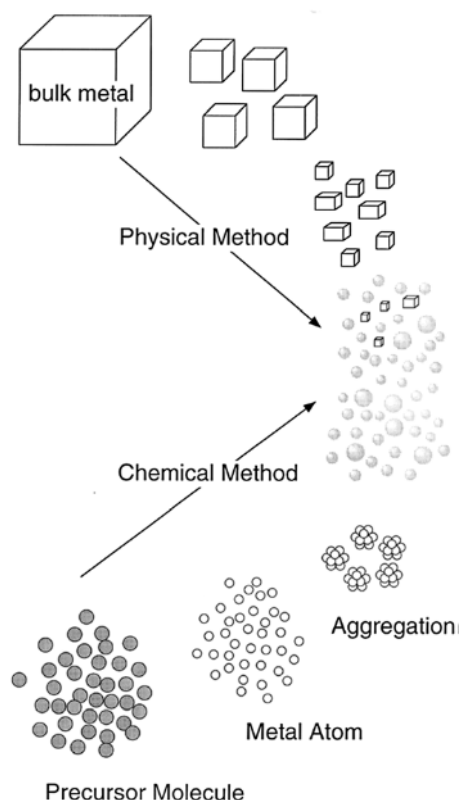 bulk metal
Physical Method
Chemical Method
Aggregation
Metal Atom
Precursor Molecule